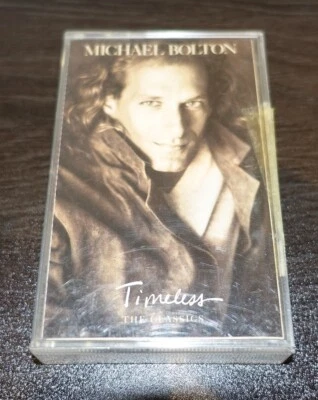 MICHAEL BOLTON
Timeless
THE CLASSICS